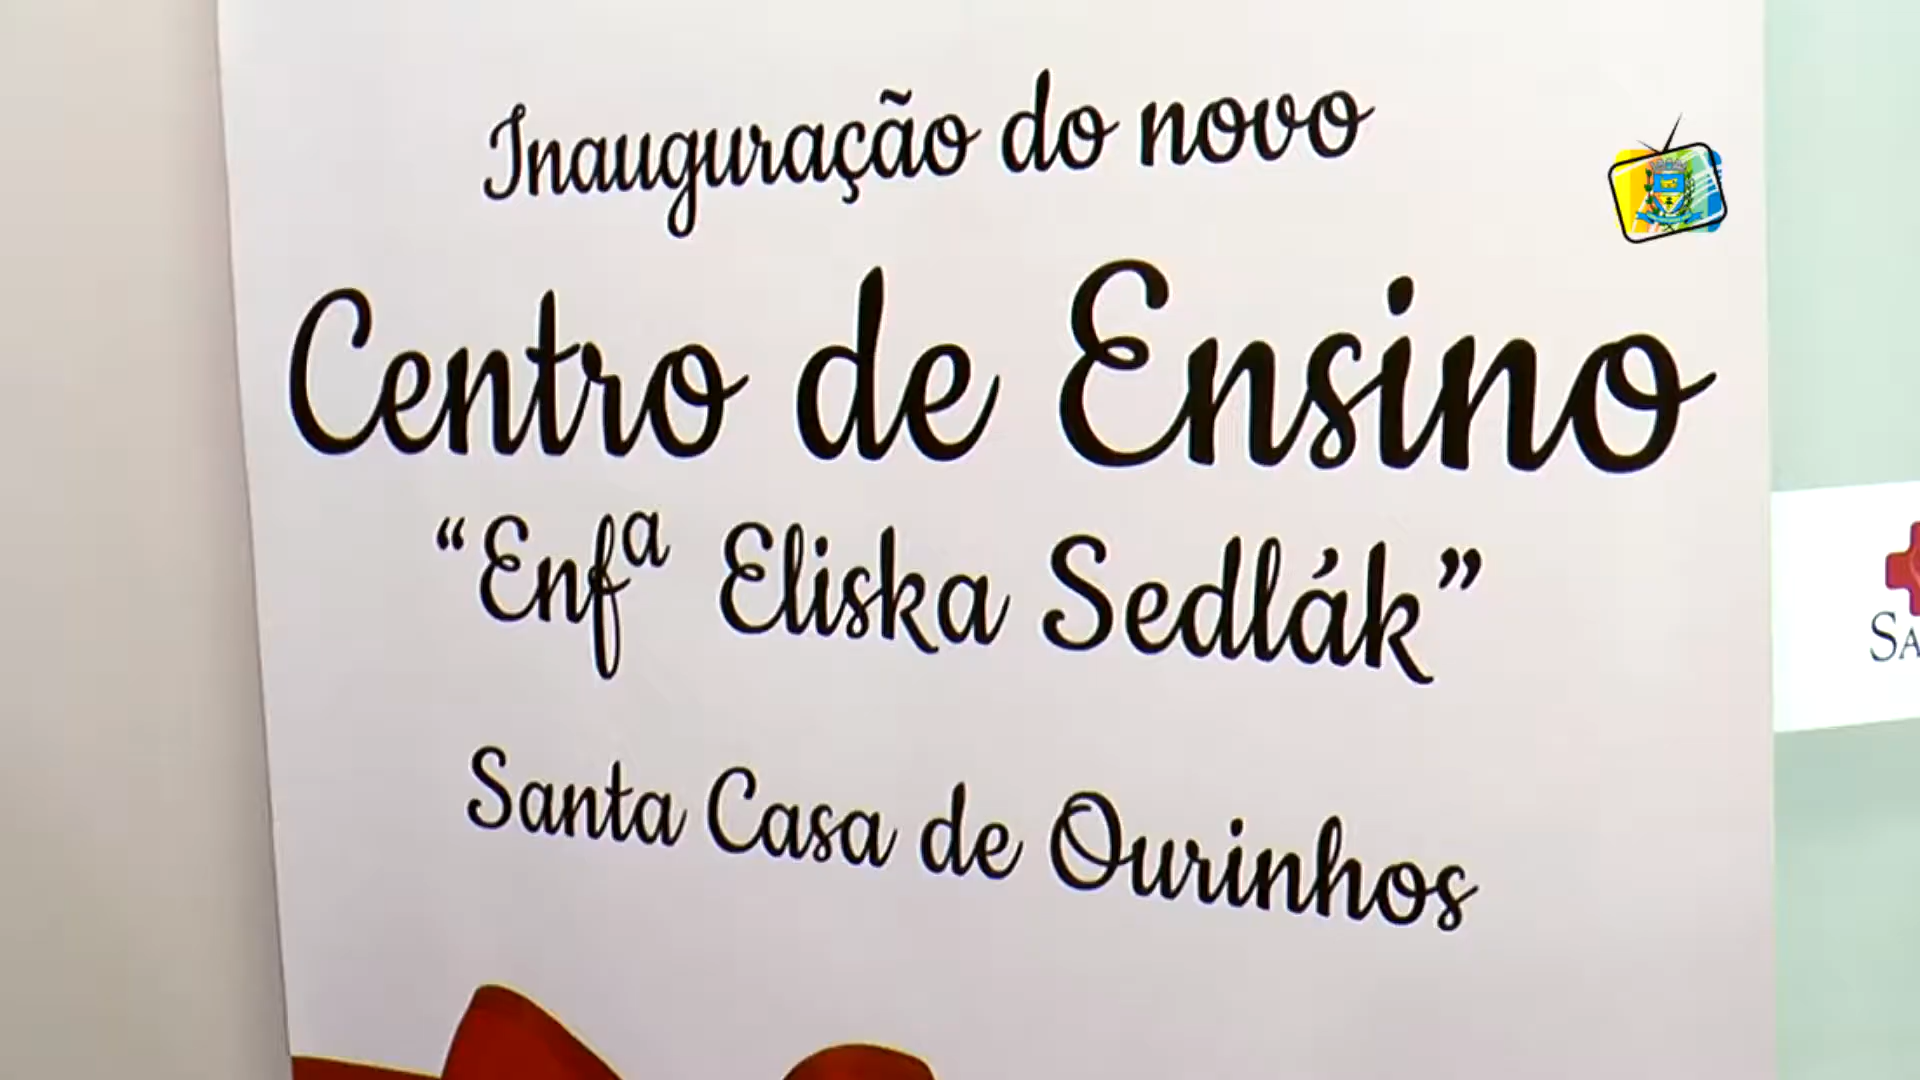 Inauguração do novo
Centro de Ensino
“Enfª Eliska Sedlák”
Santa Casa de Ourinhos